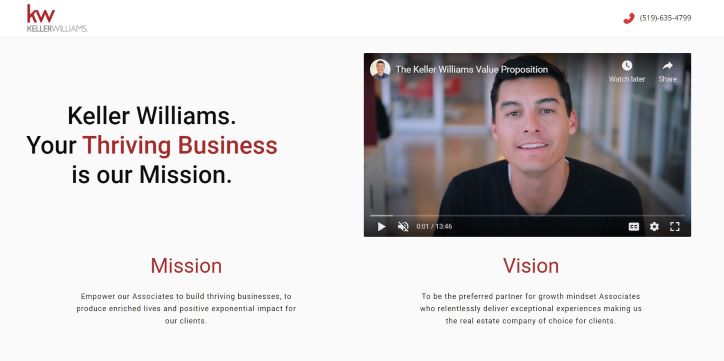 kw
KELLERWILLIAMS.
(519)-635-4799
The Keller Williams Value Proposition
Watch later
Share
Keller Williams.
Your Thriving Business
is our Mission.
0:01 / 13:46
CC
Mission
Vision
Empower our Associates to build thriving businesses, to
produce enriched lives and positive exponential impact for
our clients.
To be the preferred partner for growth mindset Associates
who relentlessly deliver exceptional experiences making us
the real estate company of choice for clients.